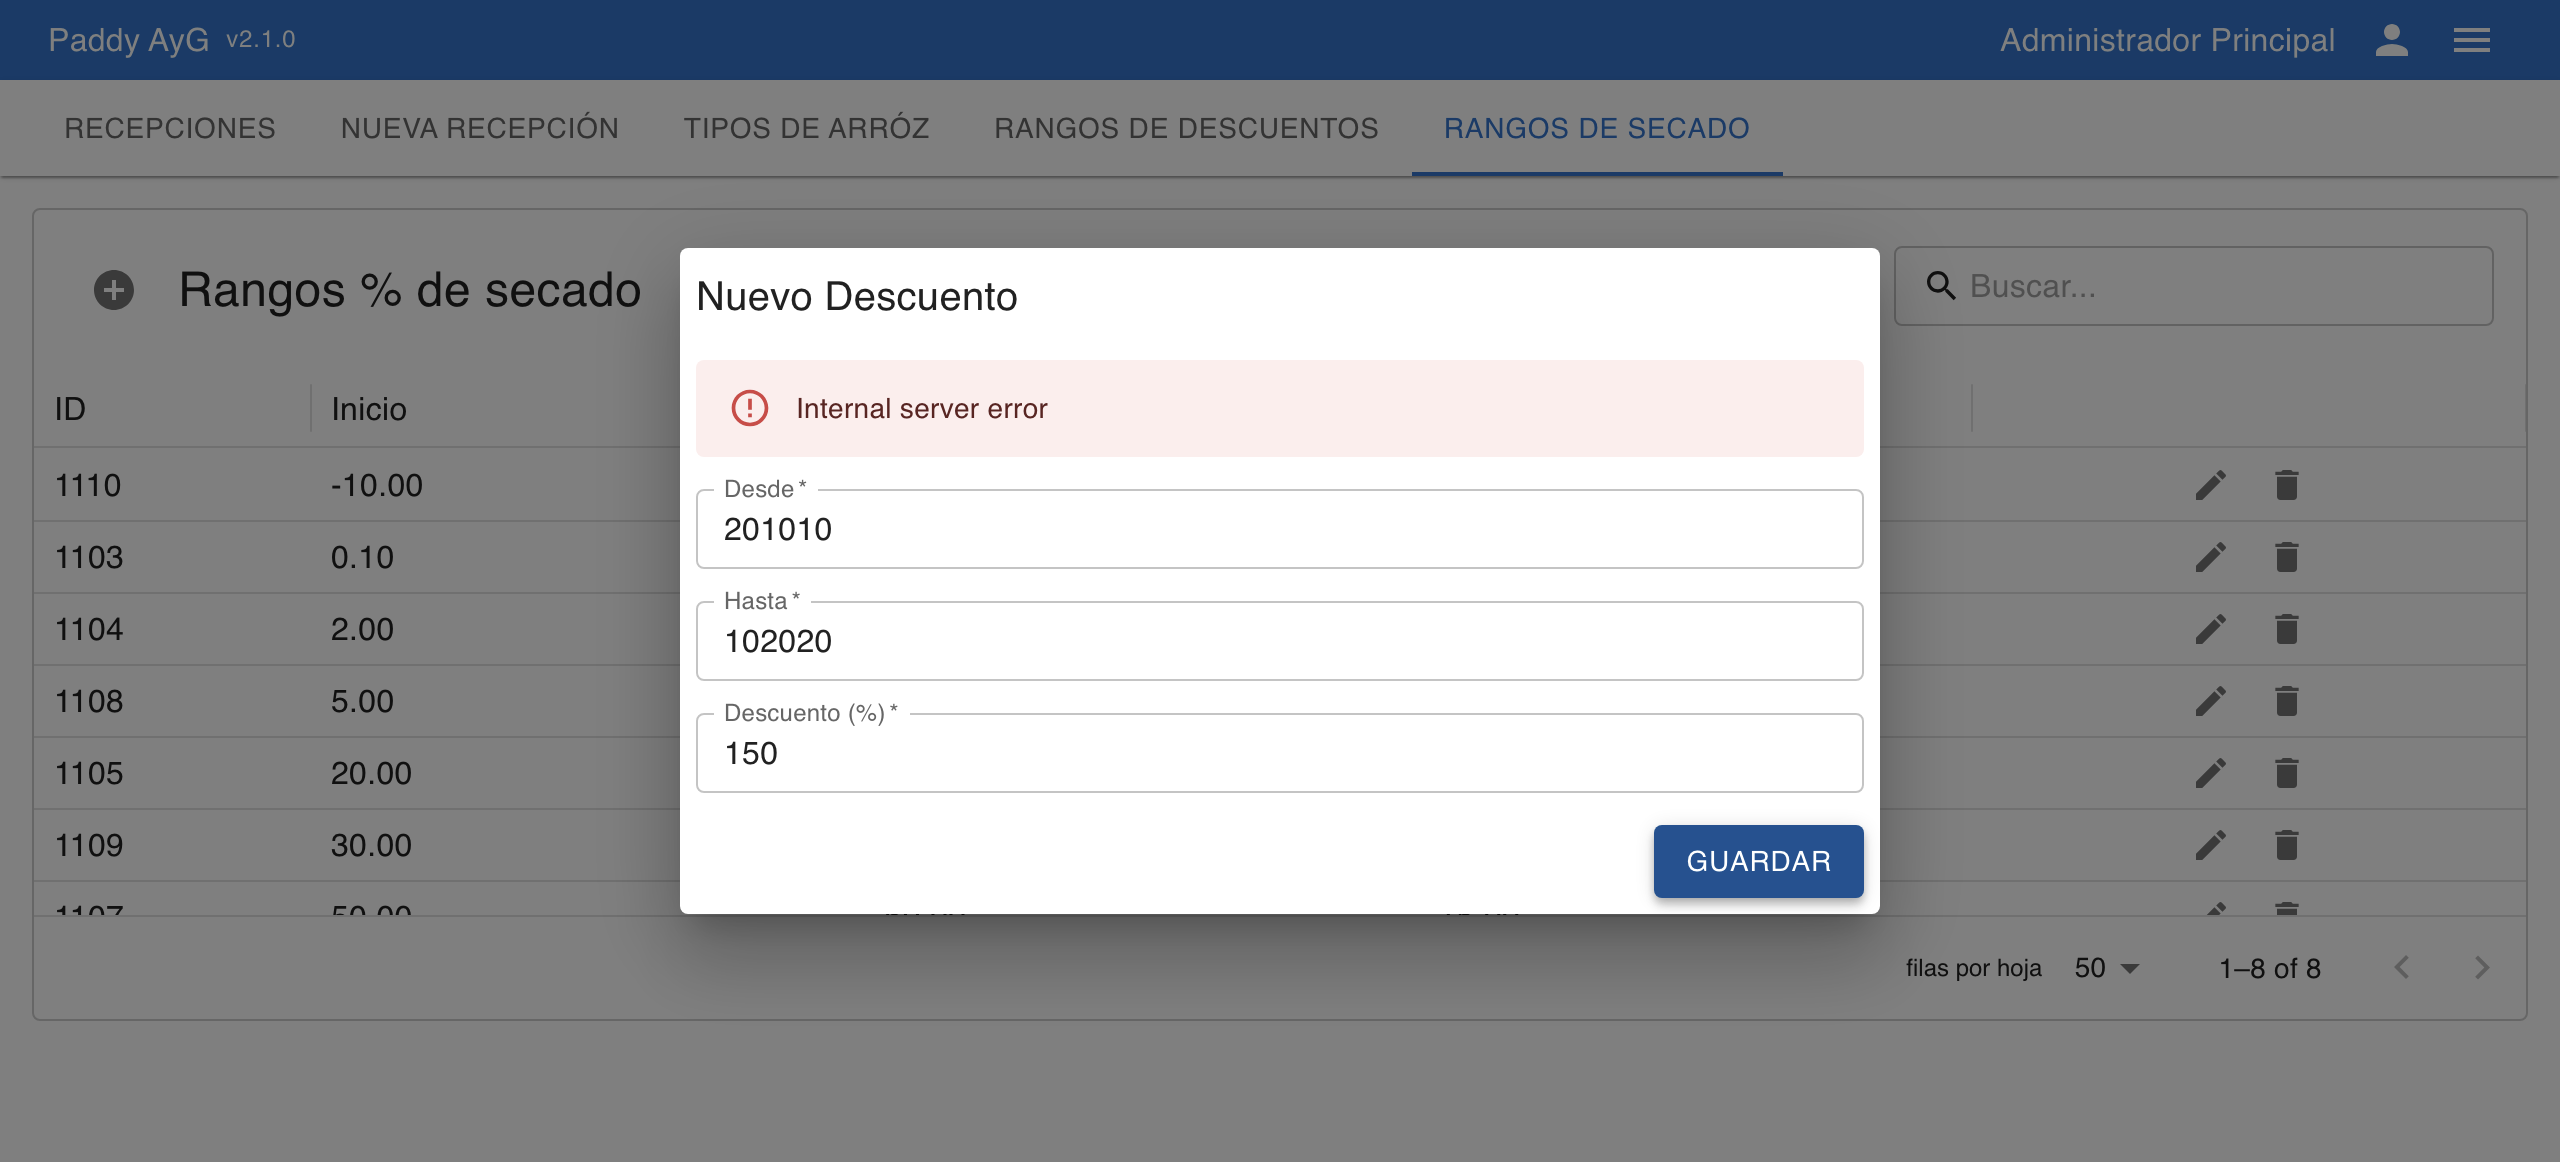 Paddy AyG v2.1.0
Administrador Principal
RECEPCIONES NUEVA RECEPCIÓN TIPOS DE ARRÓZ RANGOS DE DESCUENTOS RANGOS DE SECADO
Rangos % de secado
Buscar...
ID Inicio
1110 -10.00
1103 0.10
1104 2.00
1108 5.00
1105 20.00
1109 30.00
1107 50.00
Nuevo Descuento
Internal server error
Desde *
201010
Hasta *
102020
Descuento (%) *
150
GUARDAR
filas por hoja 50 1–8 of 8